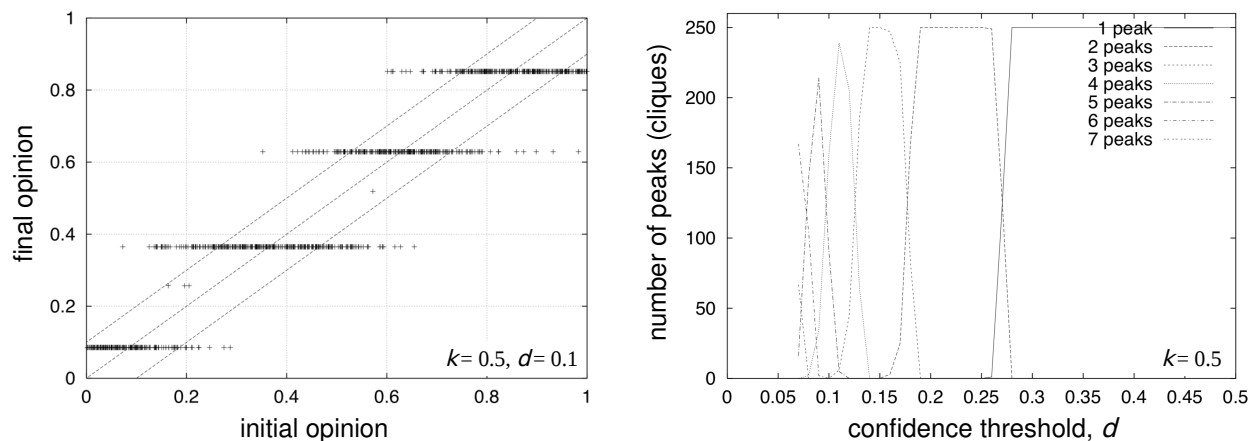 1
0.8
0.6
0.4
0.2
0
0 0.2 0.4 0.6 0.8 1
final opinion
initial opinion
k = 0.5, d = 0.1
250
200
150
100
50
0
0 0.05 0.1 0.15 0.2 0.25 0.3 0.35 0.4 0.45 0.5
number of peaks (cliques)
confidence threshold, d
1 peak
2 peaks
3 peaks
4 peaks
5 peaks
6 peaks
7 peaks
k = 0.5